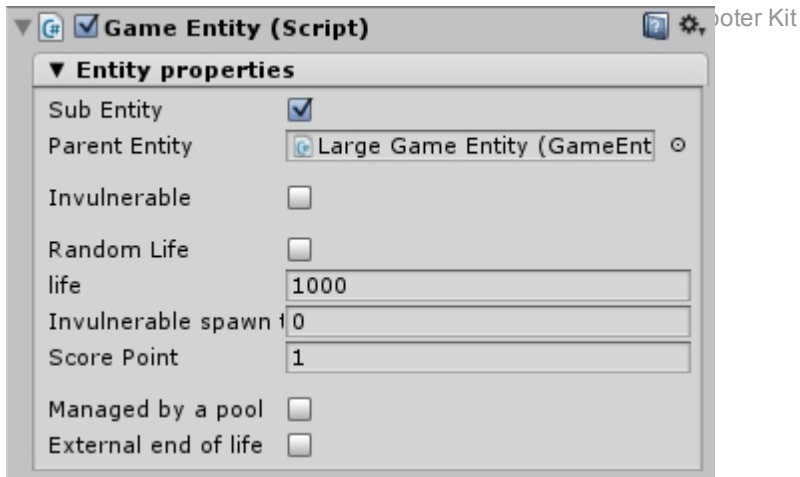 Game Entity (Script)
ooter Kit
▼ Entity properties
Sub Entity
Parent Entity Large Game Entity (GameEnt
Invulnerable
Random Life
life 1000
Invulnerable spawn t 0
Score Point 1
Managed by a pool
External end of life